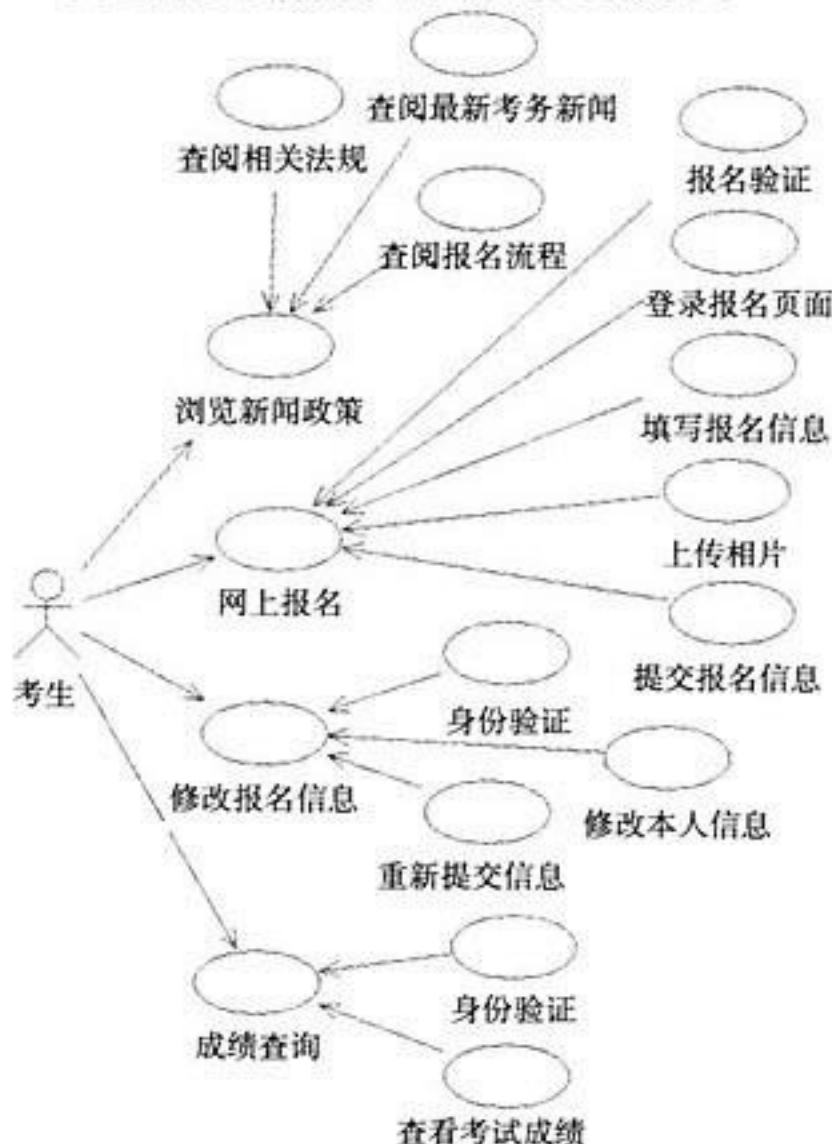 查阅最新考务新闻
查阅相关法规
报名验证
查阅报名流程
登录报名页面
浏览新闻政策
填写报名信息
上传相片
网上报名
提交报名信息
考生
身份验证
修改报名信息
修改本人信息
重新提交信息
身份验证
成绩查询
查看考试成绩